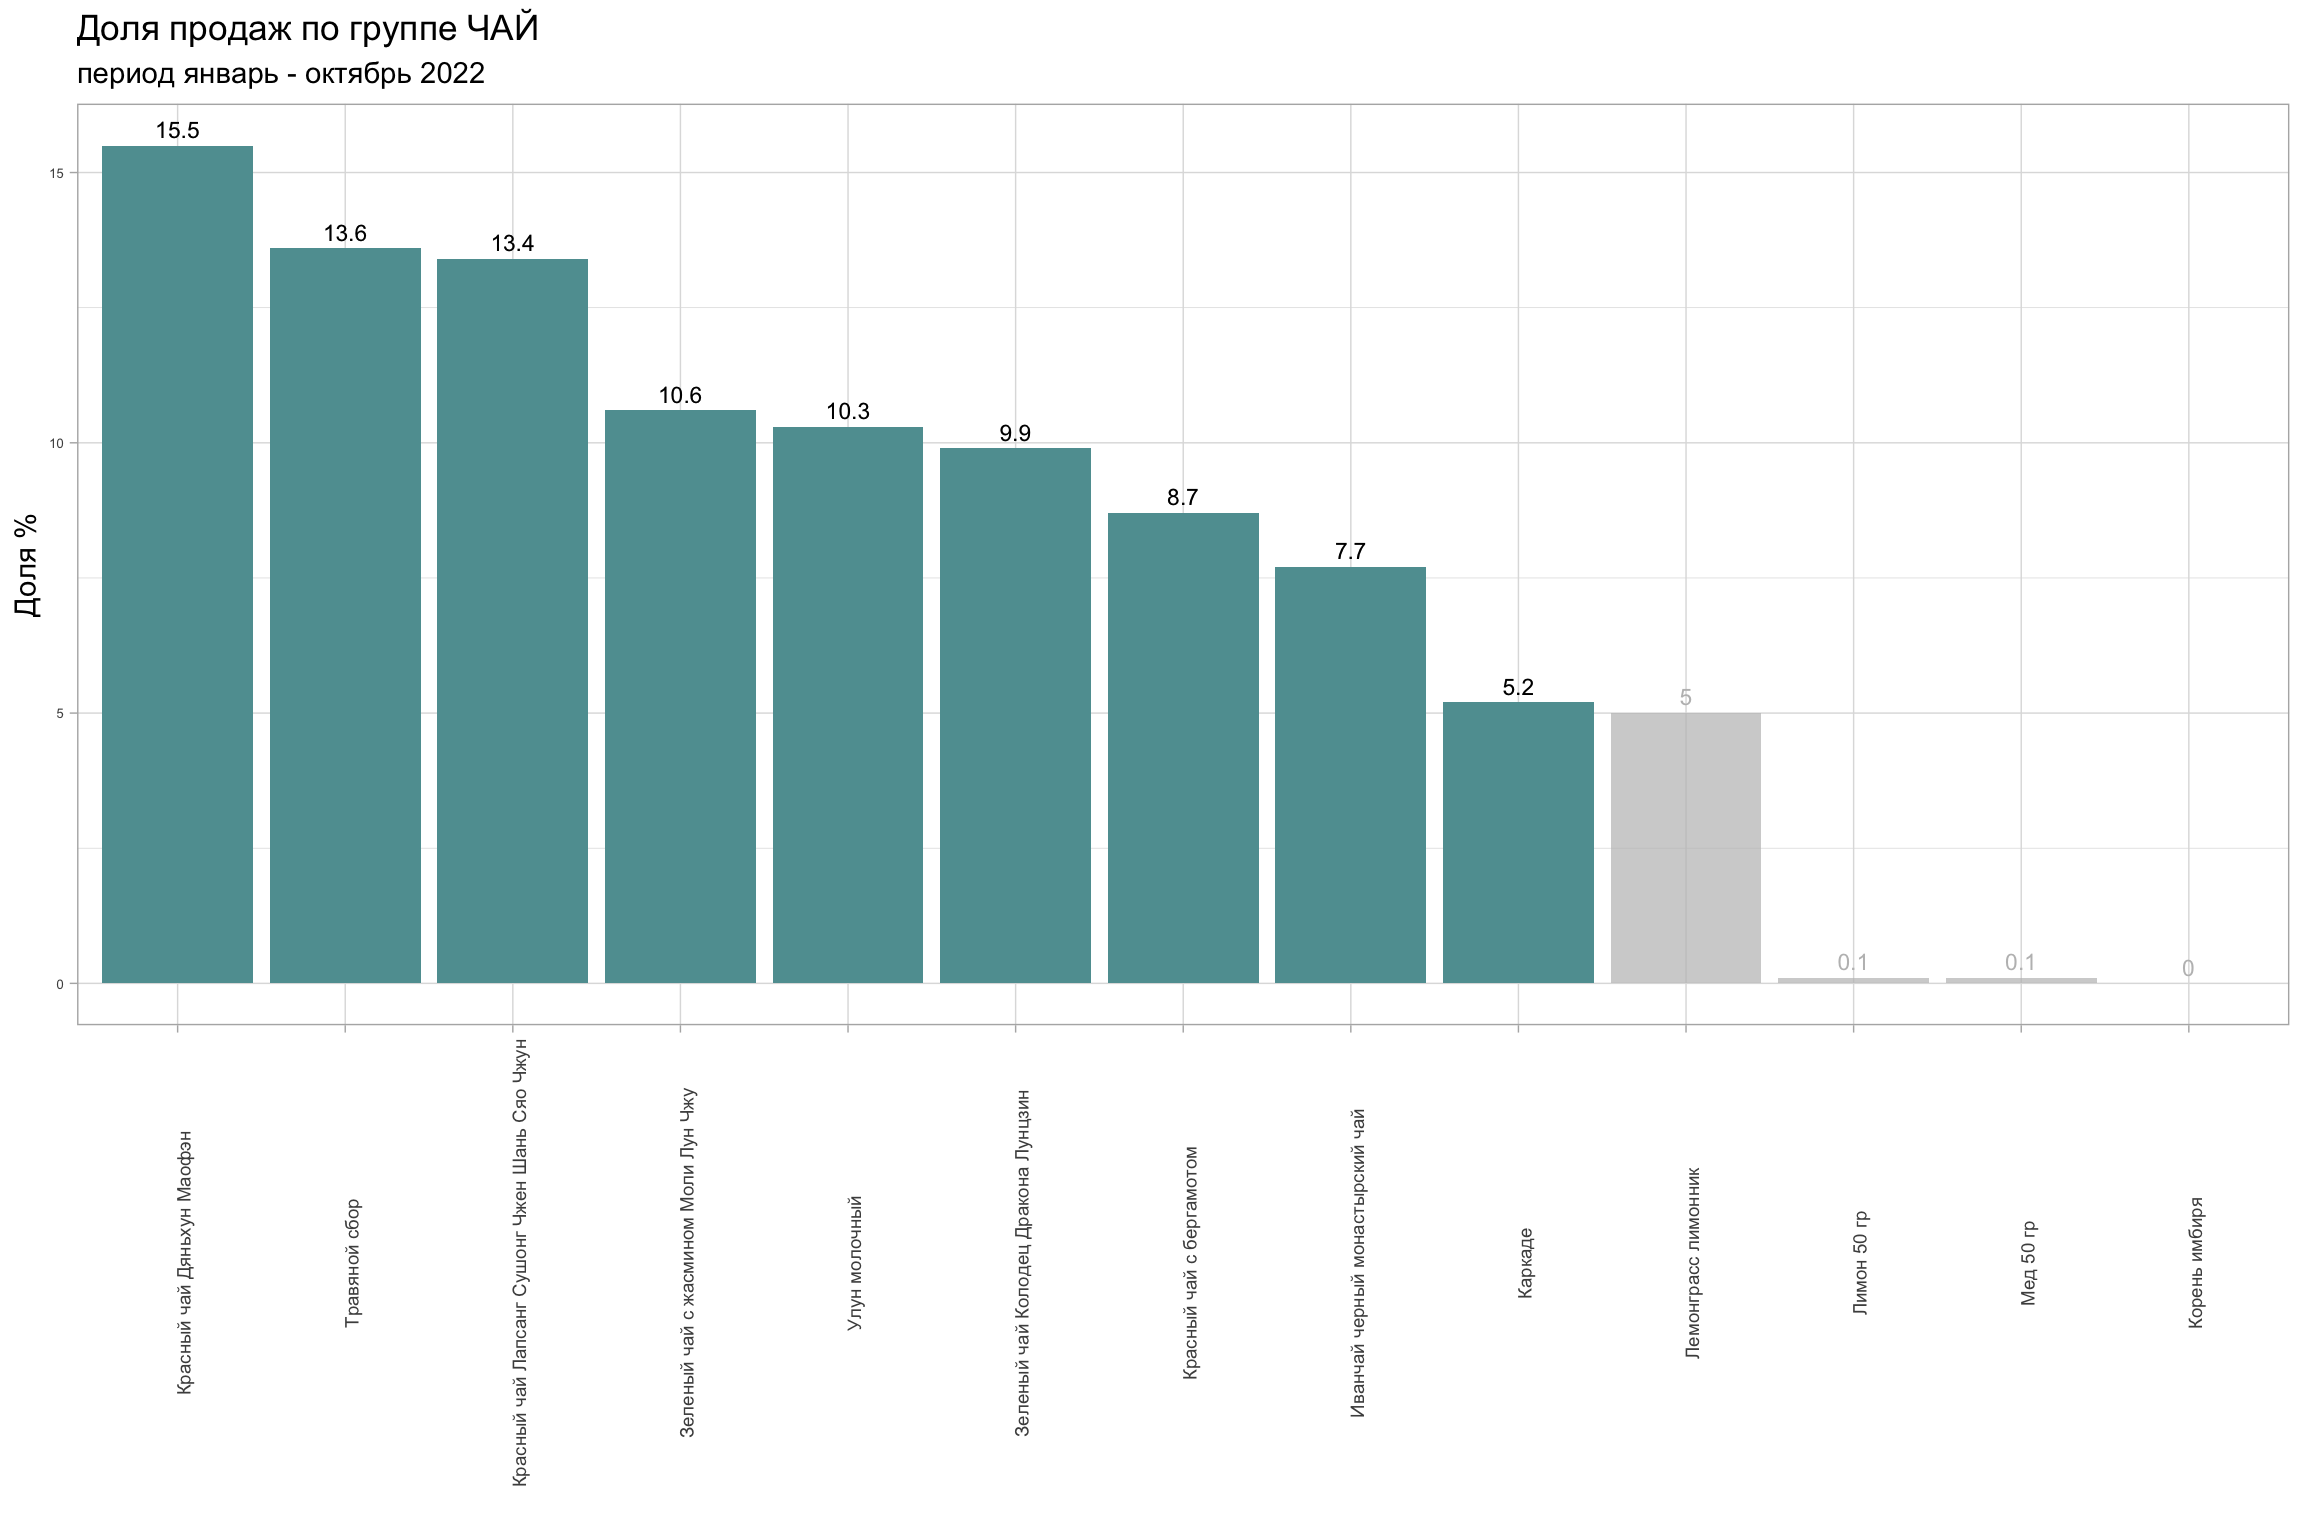 Доля продаж по группе ЧАЙ
период январь - октябрь 2022
Доля %
15
10
5
0
15.5
13.6
13.4
10.6
10.3
9.9
8.7
7.7
5.2
5
0.1
0.1
0
Красный чай Дяньхун Маофэн
Травяной сбор
Красный чай Лапсанг Сушонг Чжен Шань Сяо Чжун
Зеленый чай с жасмином Моли Лун Чжу
Улун молочный
Зеленый чай Колодец Дракона Лунцзин
Красный чай с бергамотом
Иванчай черный монастырский чай
Каркаде
Лемонграсс лимонник
Лимон 50 гр
Мед 50 гр
Корень имбиря